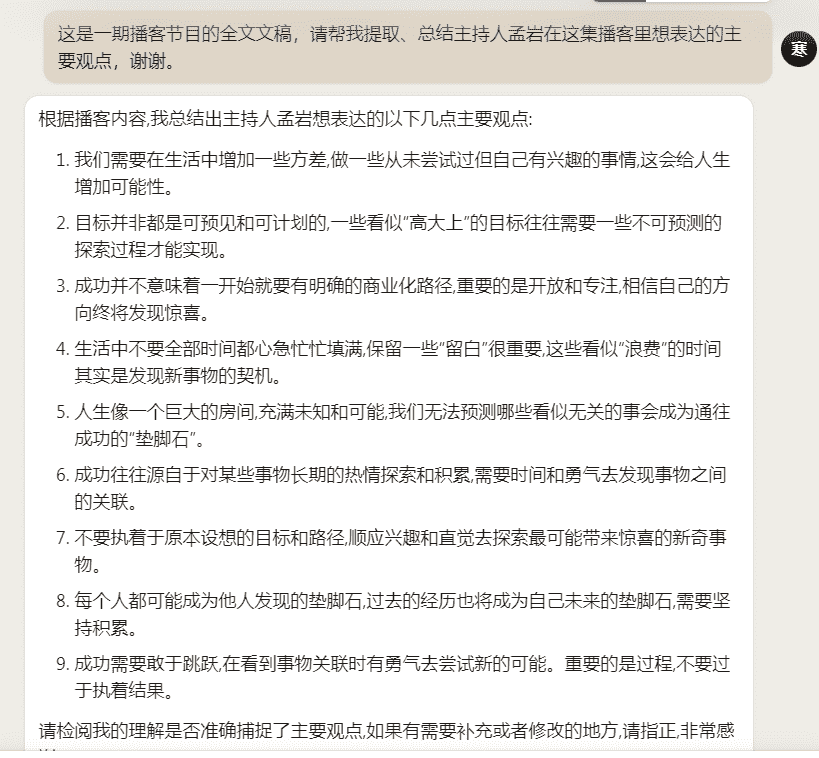 这是一期播客节目的全文文稿，请帮我提取、总结主持人孟岩在这集播客里想表达的主
要观点，谢谢。
寒
根据播客内容,我总结出主持人孟岩想表达的以下几点主要观点:
1. 我们需要在生活中增加一些方差,做一些从未尝试过但自己有兴趣的事情,这会给人生
增加可能性。
2. 目标并非都是可预见和可计划的,一些看似“高大上”的目标往往需要一些不可预测的
探索过程才能实现。
3. 成功并不意味着一开始就要有明确的商业化路径,重要的是开放和专注,相信自己的方
向终将发现惊喜。
4. 生活中不要全部时间都心急忙忙填满,保留一些“留白”很重要,这些看似“浪费”的时间
其实是发现新事物的契机。
5. 人生像一个巨大的房间,充满未知和可能,我们无法预测哪些看似无关的事会成为通往
成功的“垫脚石”。
6. 成功往往源自于对某些事物长期的热情探索和积累,需要时间和勇气去发现事物之间
的关联。
7. 不要执着于原本设想的目标和路径,顺应兴趣和直觉去探索最可能带来惊喜的新奇事
物。
8. 每个人都可能成为他人发现的垫脚石,过去的经历也将成为自己未来的垫脚石,需要坚
持积累。
9. 成功需要敢于跳跃,在看到事物关联时有勇气去尝试新的可能。重要的是过程,不要过
于执着结果。
请检阅我的理解是否准确捕捉了主要观点,如果有需要补充或者修改的地方,请指正,非常感